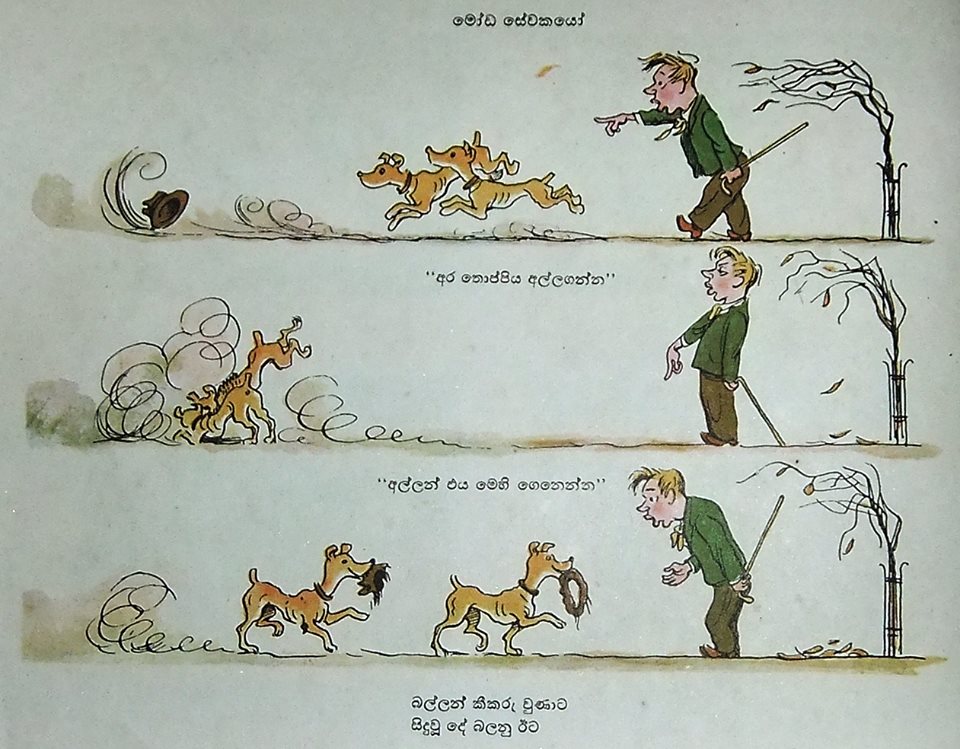 මෝඩ සේවකයෝ
‘‘අර තොප්පිය අල්ලගන්න’’
‘‘අල්ලන් එය මෙහි ගෙනෙන්න’’
බල්ලන් කීකරු වුණාට
සිදුවූ දේ බලනු ඊට